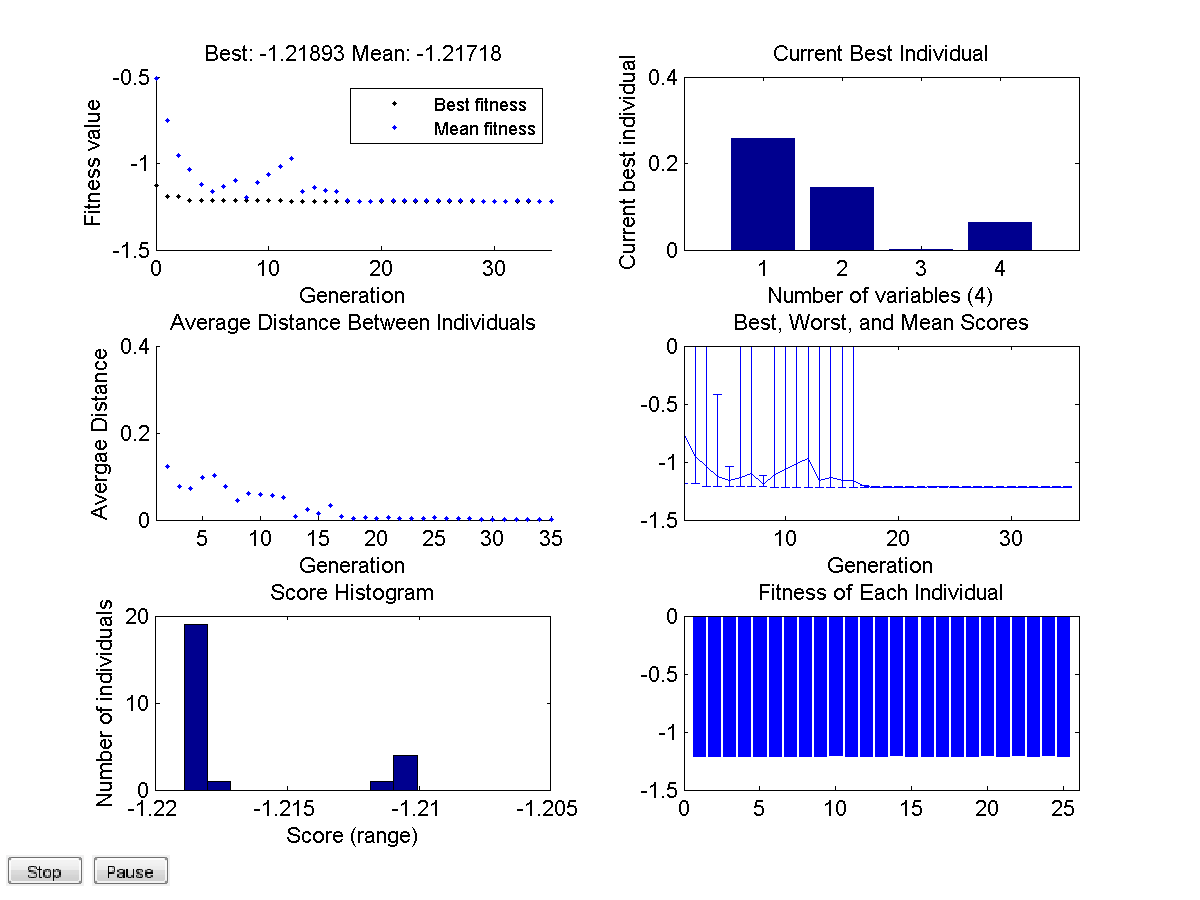 Best: -1.21893 Mean: -1.21718
-0.5
-1
-1.5
Fitness value
Best fitness
Mean fitness
0 10 20 30
Generation
Current Best Individual
0.4
0.2
0
Current best individual
1 2 3 4
Number of variables (4)
Average Distance Between Individuals
0.4
0.2
0
Avergae Distance
5 10 15 20 25 30 35
Generation
Best, Worst, and Mean Scores
0
-0.5
-1
-1.5
10 20 30
Generation
Score Histogram
20
10
0
Number of individuals
-1.22 -1.215 -1.21 -1.205
Score (range)
Fitness of Each Individual
0
-0.5
-1
-1.5
0 5 10 15 20 25
Stop Pause